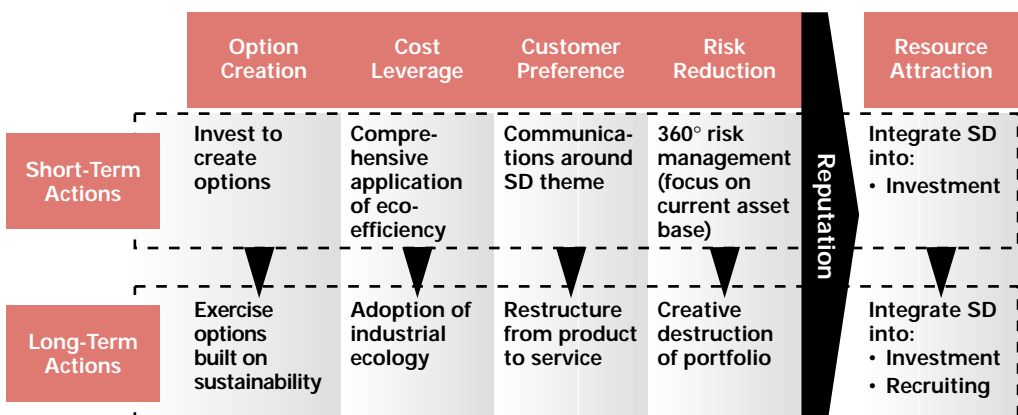 Option
Creation
Cost
Leverage
Customer
Preference
Risk
Reduction
Resource
Attraction
Reputation
Short-Term
Actions
Invest to
create
options
Compre-
hensive
application
of eco-
efficiency
Communica-
tions around
SD theme
360° risk
management
(focus on
current asset
base)
Integrate SD
into:
• Investment
Long-Term
Actions
Exercise
options
built on
sustainability
Adoption of
industrial
ecology
Restructure
from product
to service
Creative
destruction
of portfolio
Integrate SD
into:
• Investment
• Recruiting